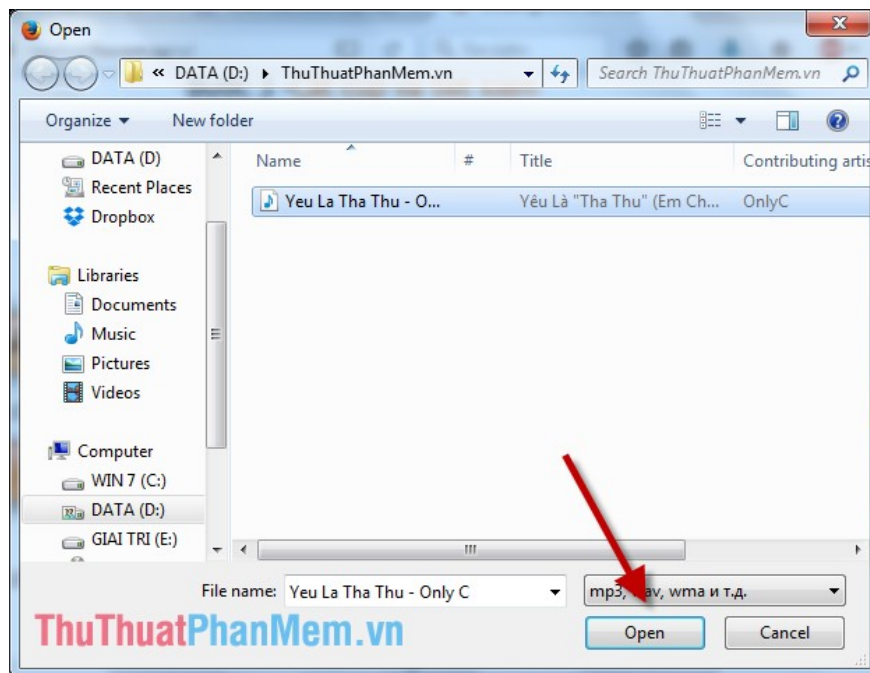 Open
« DATA (D:) ThuThuatPhanMem.vn
Search ThuThuatPhanMem.vn
Organize New folder
DATA (D)
Recent Places
Dropbox
Libraries
Documents
Music
Pictures
Videos
Computer
WIN 7 (C:)
DATA (D:)
GIAI TRI (E:)
Name # Title Contributing artis
Yeu La Tha Thu - O... Yêu Là "Tha Thu" (Em Ch... OnlyC
File name: Yeu La Tha Thu - Only C
mp3, wma и т.д.
ThuThuatPhanMem.vn
Open Cancel